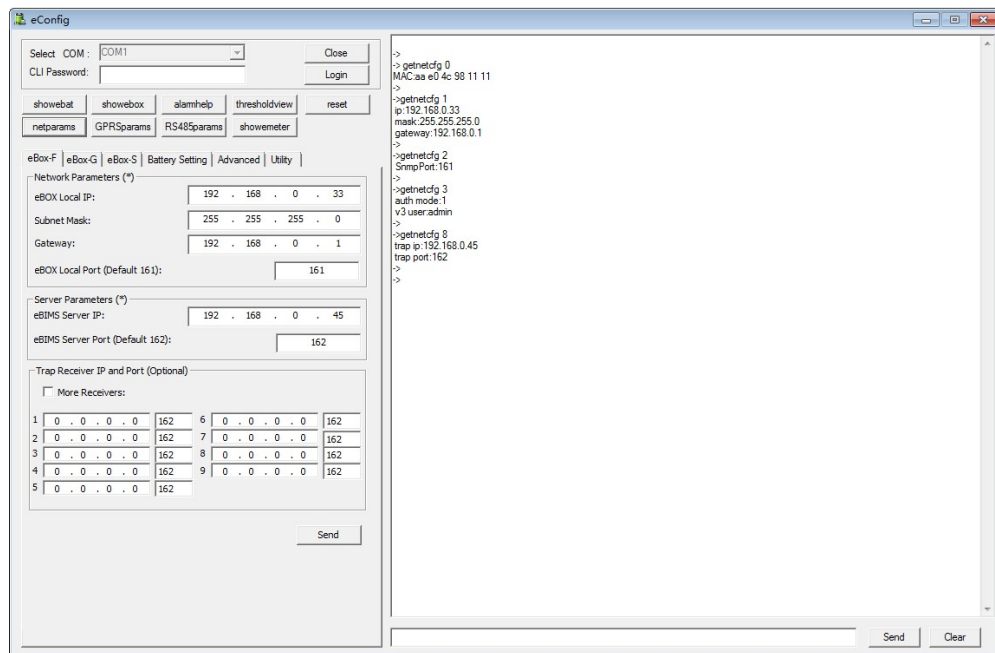 eConfig
Select COM : COM1 Close
CLI Password: Login
showebat showebox alarmhelp thresholdview reset
netparams GPRSparams RS485params showemeter
eBox-F eBox-G eBox-S Battery Setting Advanced Utility
Network Parameters (*)
eBOX Local IP: 192 . 168 . 0 . 33
Subnet Mask: 255 . 255 . 255 . 0
Gateway: 192 . 168 . 0 . 1
eBOX Local Port (Default 161): 161
Server Parameters (*)
eBIMS Server IP: 192 . 168 . 0 . 45
eBIMS Server Port (Default 162): 162
Trap Receiver IP and Port (Optional)
More Receivers:
1 0 . 0 . 0 . 0 162 6 0 . 0 . 0 . 0 162
2 0 . 0 . 0 . 0 162 7 0 . 0 . 0 . 0 162
3 0 . 0 . 0 . 0 162 8 0 . 0 . 0 . 0 162
4 0 . 0 . 0 . 0 162 9 0 . 0 . 0 . 0 162
5 0 . 0 . 0 . 0 162
Send
->
-> getnetcfg 0
MAC:aa e0 4c 98 11 11
->
->getnetcfg 1
ip:192.168.0.33
mask:255.255.255.0
gateway:192.168.0.1
->
->getnetcfg 2
SnmpPort:161
->
->getnetcfg 3
auth mode:1
v3 user:admin
->
->getnetcfg 8
trap ip:192.168.0.45
trap port:162
->
->
Send Clear